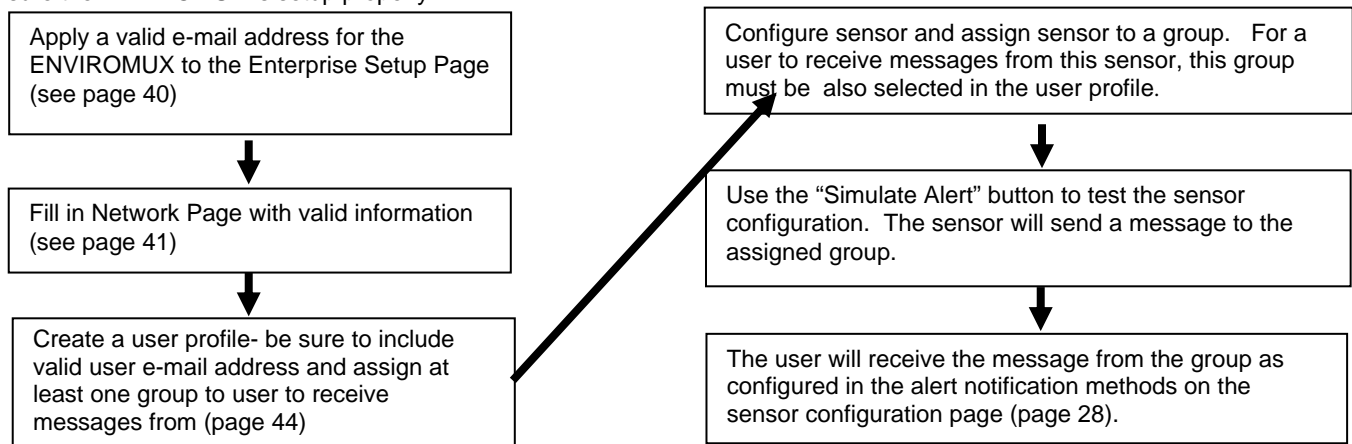 Apply a valid e-mail address for the
ENVIROMUX to the Enterprise Setup Page
(see page 40)
Fill in Network Page with valid information
(see page 41)
Create a user profile- be sure to include
valid user e-mail address and assign at
least one group to user to receive
messages from (page 44)
Configure sensor and assign sensor to a group. For a
user to receive messages from this sensor, this group
must be also selected in the user profile.
Use the “Simulate Alert” button to test the sensor
configuration. The sensor will send a message to the
assigned group.
The user will receive the message from the group as
configured in the alert notification methods on the
sensor configuration page (page 28).